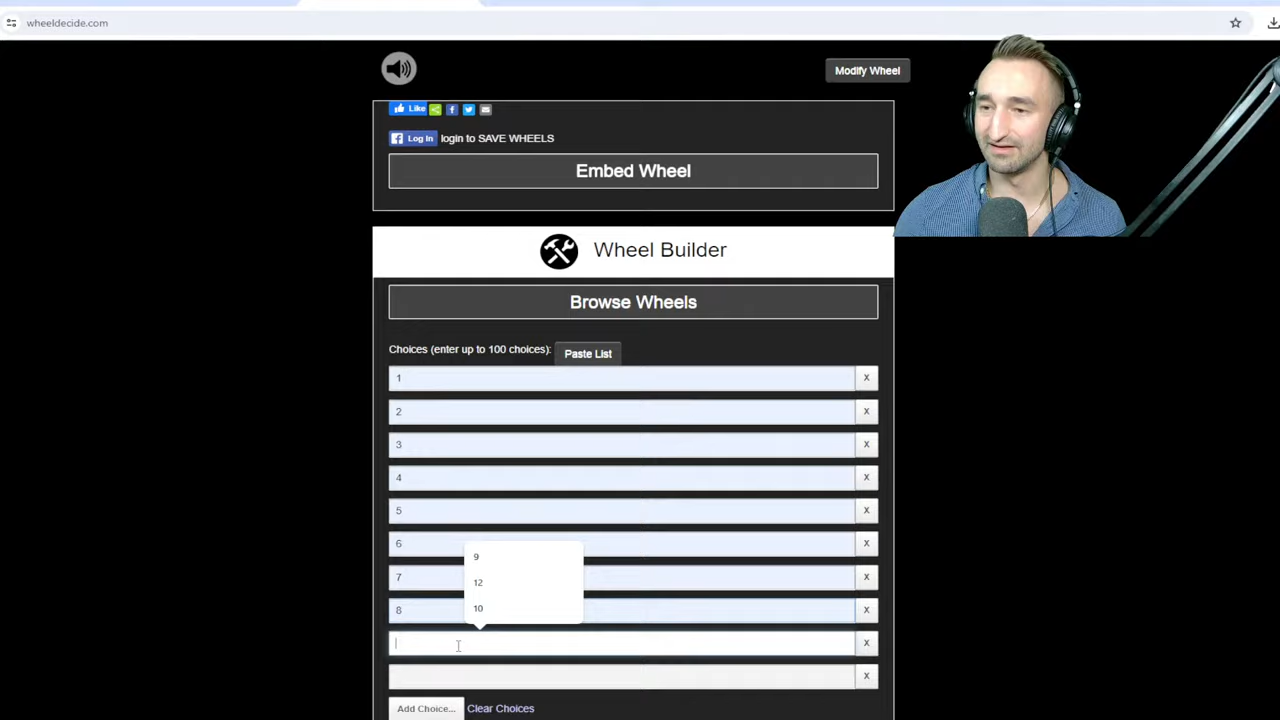 wheeldecide.com
Modify Wheel
Like
Log In login to SAVE WHEELS
Embed Wheel
Wheel Builder
Browse Wheels
Choices (enter up to 100 choices): Paste List
1 X
2 X
3 X
4 X
5 X
6 X
9
7 X
12
8 X
10
X
X
Add Choice... Clear Choices